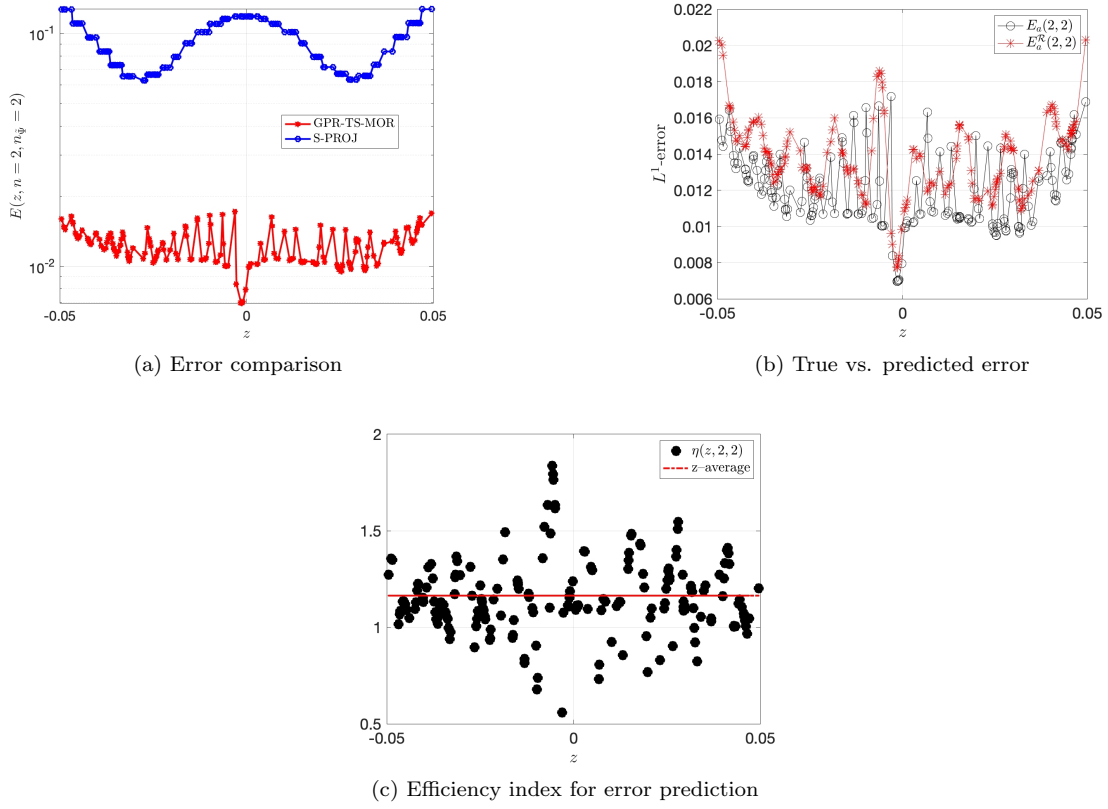 10^{-1}
E(z, n = 2, n_{\tilde{Ψ}} = 2)
GPR-TS-MOR
S-PROJ
10^{-2}
-0.05 0 0.05
z
(a) Error comparison
0.022
0.02
0.018
0.016
0.014
0.012
0.01
0.008
0.006
L^1-error
E_a(2, 2)
E_a^{\mathcal{R}}(2, 2)
-0.05 0 0.05
z
(b) True vs. predicted error
2
1.5
1
0.5
η(z, 2, 2)
z–average
-0.05 0 0.05
z
(c) Efficiency index for error prediction